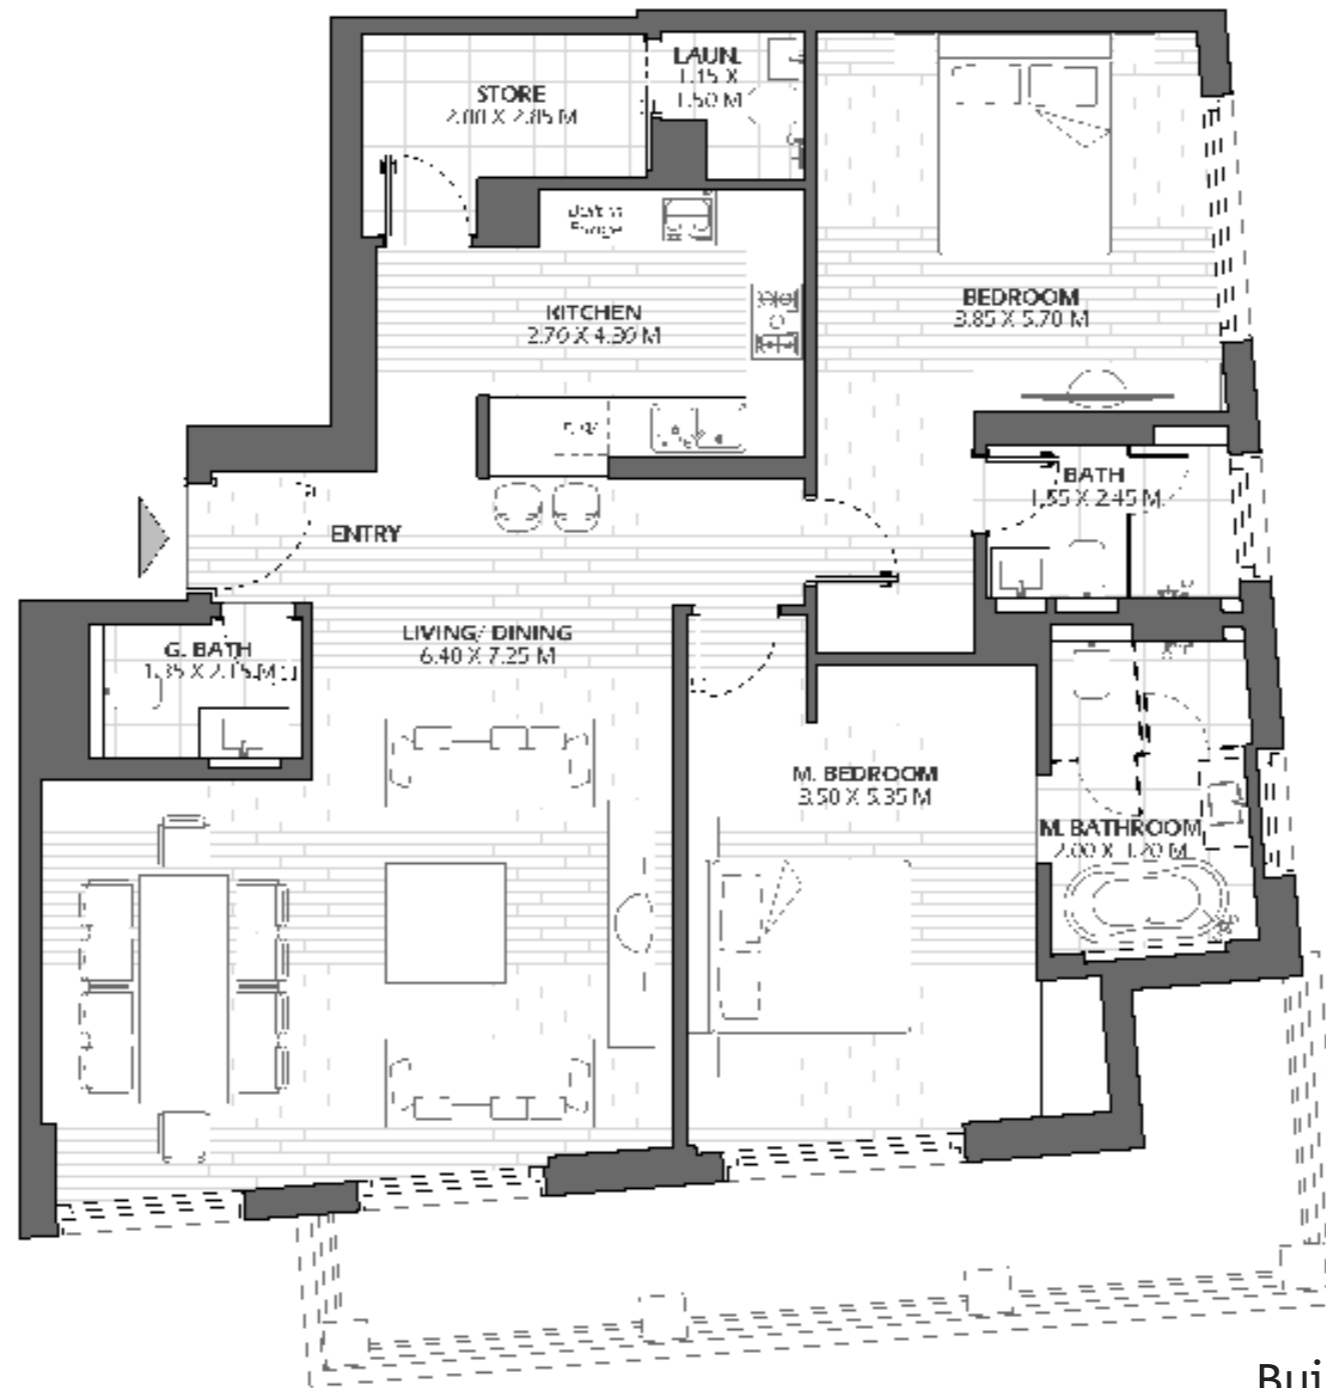 STORE
2.00 X 2.85 M
LAUN.
1.15 X
1.50 M
KITCHEN
2.70 X 4.30 M
BEDROOM
3.85 X 5.70 M
BATH
1.55 X 2.45 M
ENTRY
G. BATH
1.35 X 2.15 M
LIVING/ DINING
6.40 X 7.25 M
M. BEDROOM
3.50 X 5.35 M
M. BATHROOM
2.00 X M
Bui